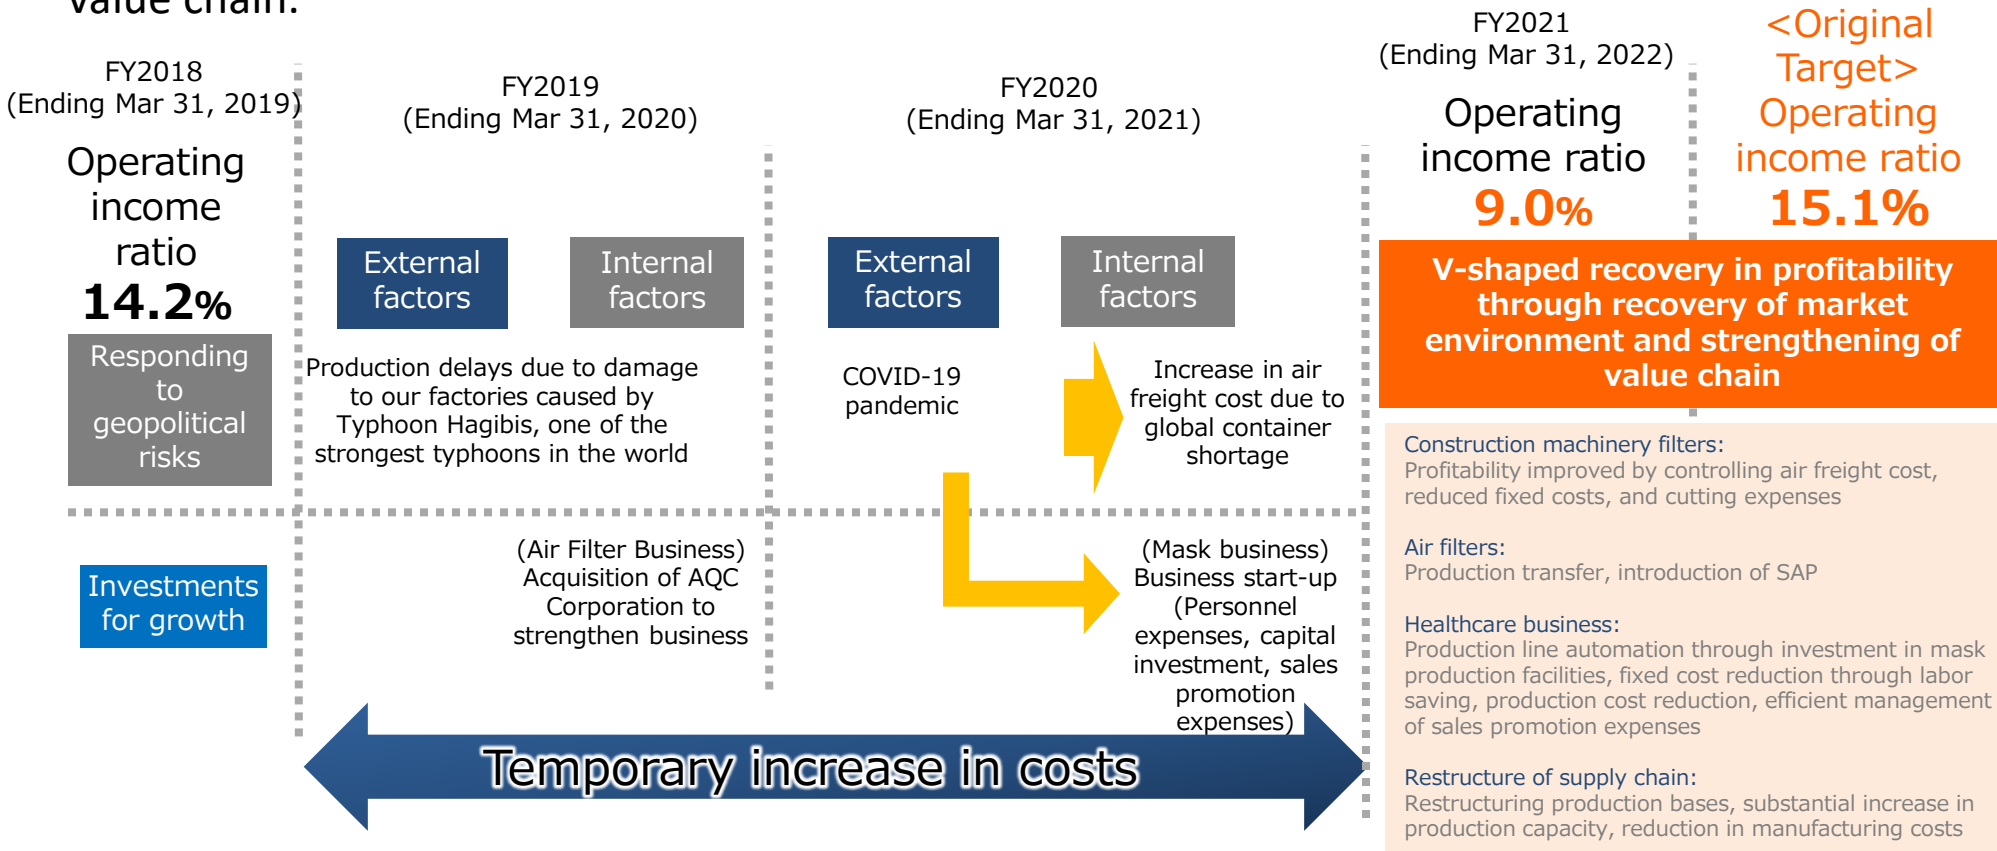 value chain.
FY2018
(Ending Mar 31, 2019)
Operating
income
ratio
14.2%
Responding
to
geopolitical
risks
Investments
for growth
FY2019
(Ending Mar 31, 2020)
External
factors
Internal
factors
Production delays due to damage
to our factories caused by
Typhoon Hagibis, one of the
strongest typhoons in the world
(Air Filter Business)
Acquisition of AQC
Corporation to
strengthen business
FY2020
(Ending Mar 31, 2021)
External
factors
Internal
factors
COVID-19
pandemic
Increase in air
freight cost due to
global container
shortage
(Mask business)
Business start-up
(Personnel
expenses, capital
investment, sales
promotion
expenses)
Temporary increase in costs
FY2021
(Ending Mar 31, 2022)
Operating
income ratio
9.0%
<Original
Target>
Operating
income ratio
15.1%
V-shaped recovery in profitability
through recovery of market
environment and strengthening of
value chain
Construction machinery filters:
Profitability improved by controlling air freight cost,
reduced fixed costs, and cutting expenses
Air filters:
Production transfer, introduction of SAP
Healthcare business:
Production line automation through investment in mask
production facilities, fixed cost reduction through labor
saving, production cost reduction, efficient management
of sales promotion expenses
Restructure of supply chain:
Restructuring production bases, substantial increase in
production capacity, reduction in manufacturing costs